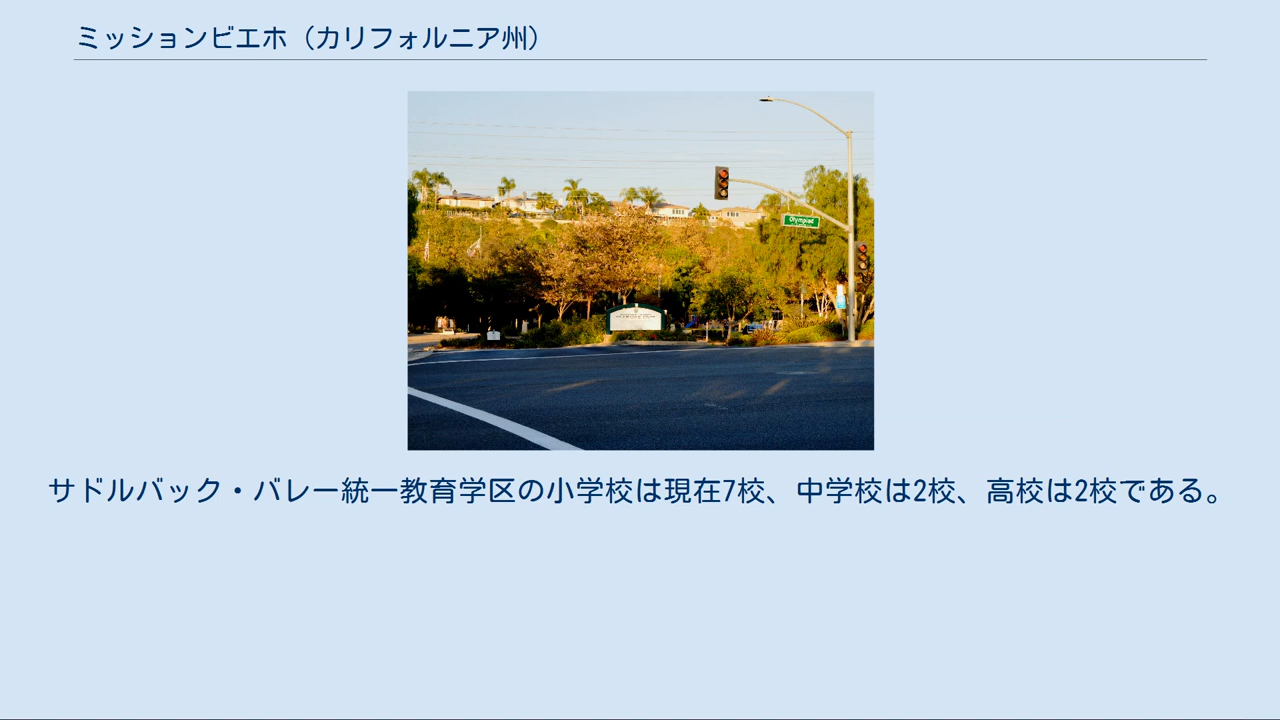 ミッションビエホ（カリフォルニア州）
Olympiad
サドルバック・バレー統一教育学区の小学校は現在7校、中学校は2校、高校は2校である。